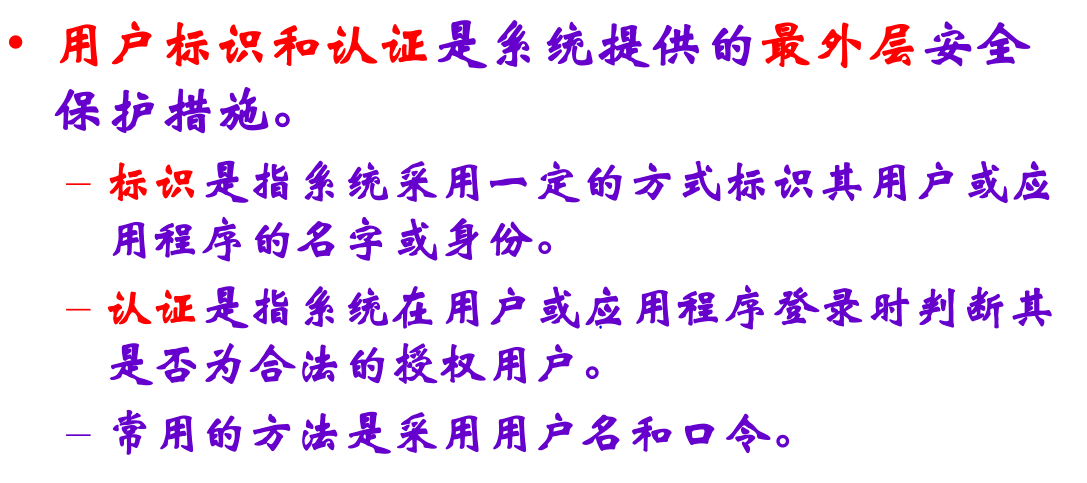 • 用户标识和认证是系统提供的最外层安全
保护措施。
– 标识是指系统采用一定的方式标识其用户或应
用程序的名字或身份。
– 认证是指系统在用户或应用程序登录时判断其
是否为合法的授权用户。
– 常用的方法是采用用户名和口令。